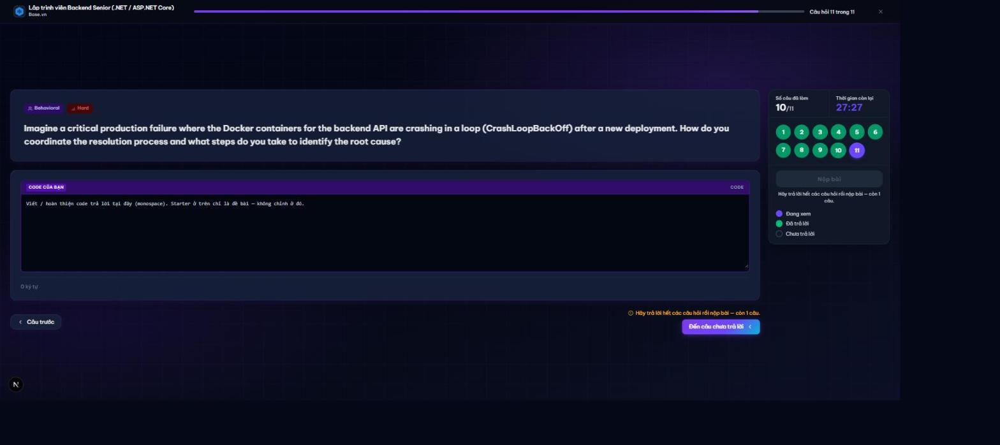 Lập trình viên Backend Senior (.NET / ASP.NET Core)
Base.vn
Câu hỏi 11 trong 11
Behavioral
Hard
Imagine a critical production failure where the Docker containers for the backend API are crashing in a loop (CrashLoopBackOff) after a new deployment. How do you
coordinate the resolution process and what steps do you take to identify the root cause?
CODE CỦA BẠN
CODE
Viết / hoàn thiện code trả lời tại đây (monospace). Starter ở trên chỉ là đề bài — không chỉnh ở đó.
0 ký tự
Câu trước
Hãy trả lời hết các câu hỏi rồi nộp bài — còn 1 câu.
Đến câu chưa trả lời
Số câu đã làm
10/11
Thời gian còn lại
27:27
1 2 3 4 5 6
7 8 9 10 11
Nộp bài
Hãy trả lời hết các câu hỏi rồi nộp bài — còn 1
câu.
Đang xem
Đã trả lời
Chưa trả lời
N